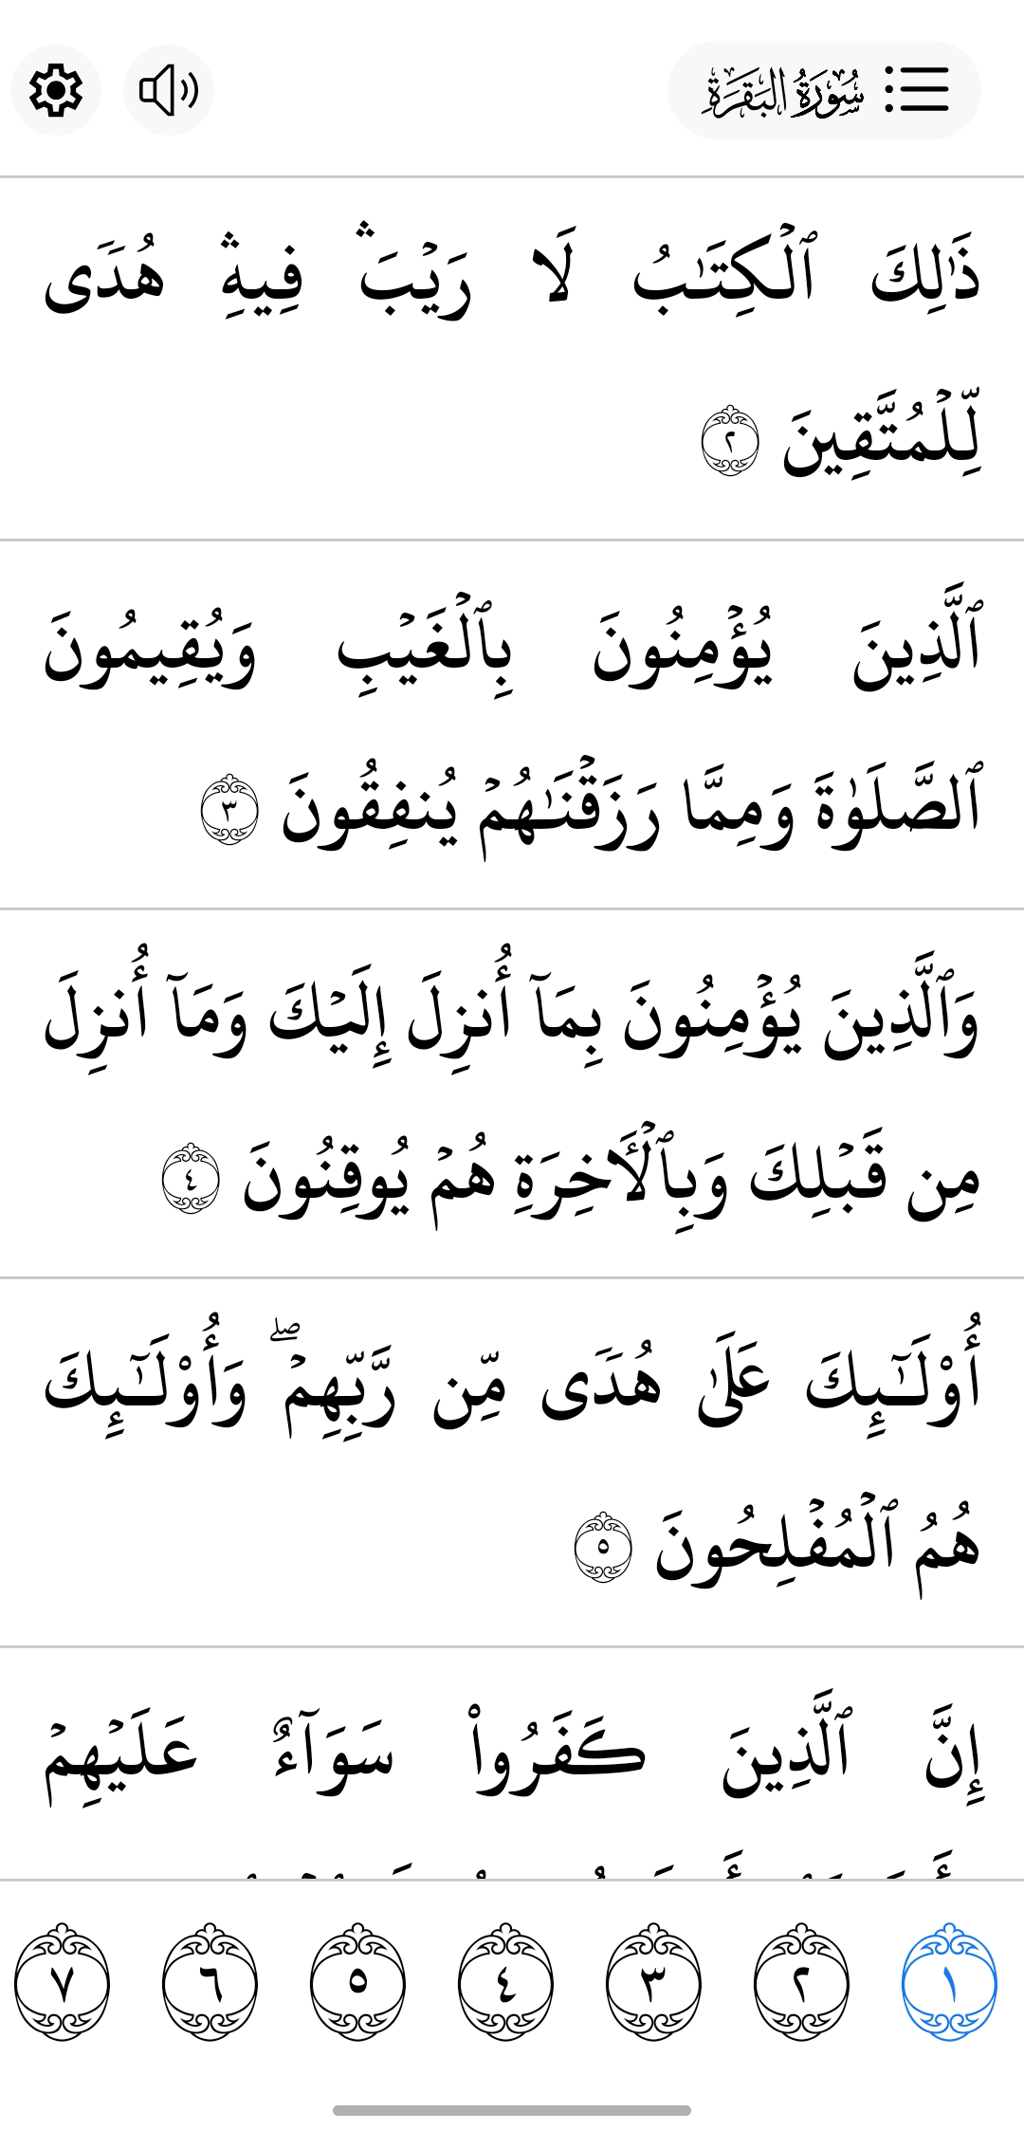 سُورَةُ البَقَرَةِ
ذَٰلِكَ ٱلۡكِتَٰبُ لَا رَيۡبَۛ فِيهِۛ هُدٗى
لِّلۡمُتَّقِينَ ٢
ٱلَّذِينَ يُؤۡمِنُونَ بِٱلۡغَيۡبِ وَيُقِيمُونَ
ٱلصَّلَوٰةَ وَمِمَّا رَزَقۡنَٰهُمۡ يُنفِقُونَ ٣
وَٱلَّذِينَ يُؤۡمِنُونَ بِمَآ أُنزِلَ إِلَيۡكَ وَمَآ أُنزِلَ
مِن قَبۡلِكَ وَبِٱلۡأٓخِرَةِ هُمۡ يُوقِنُونَ ٤
أُوْلَٰٓئِكَ عَلَىٰ هُدٗى مِّن رَّبِّهِمۡۖ وَأُوْلَٰٓئِكَ
هُمُ ٱلۡمُفۡلِحُونَ ٥
إِنَّ ٱلَّذِينَ كَفَرُواْ سَوَآءٌ عَلَيۡهِمۡ
١ ٢ ٣ ٤ ٥ ٦ ٧